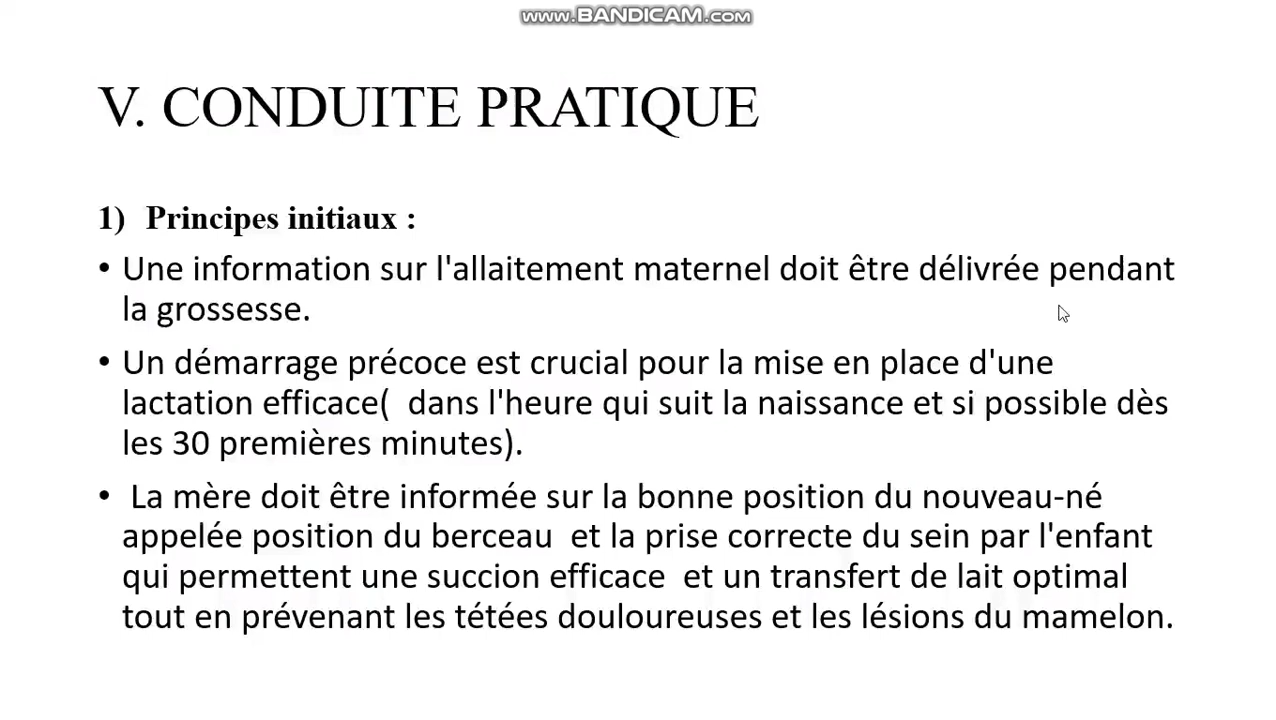 www.BANDICAM.com
V. CONDUITE PRATIQUE
1) Principes initiaux :
• Une information sur l'allaitement maternel doit être délivrée pendant
la grossesse.
• Un démarrage précoce est crucial pour la mise en place d'une
lactation efficace(  dans l'heure qui suit la naissance et si possible dès
les 30 premières minutes).
• La mère doit être informée sur la bonne position du nouveau-né
appelée position du berceau  et la prise correcte du sein par l'enfant
qui permettent une succion efficace  et un transfert de lait optimal
tout en prévenant les tétées douloureuses et les lésions du mamelon.